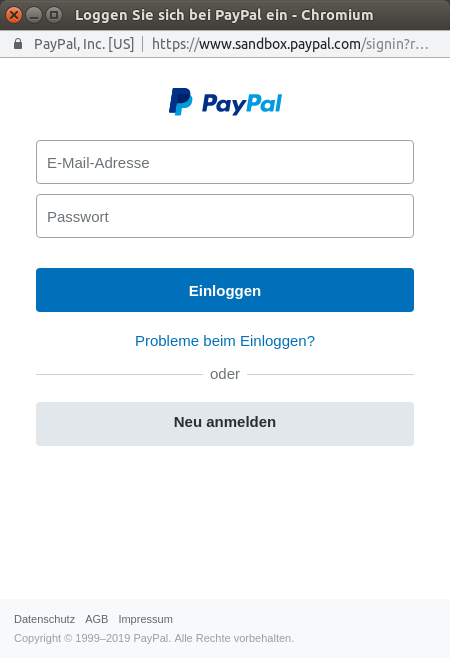 Loggen Sie sich bei PayPal ein - Chromium
PayPal, Inc. [US] https://www.sandbox.paypal.com/signin?r…
PayPal
E-Mail-Adresse
Passwort
Einloggen
Probleme beim Einloggen?
oder
Neu anmelden
Datenschutz AGB Impressum
Copyright © 1999–2019 PayPal. Alle Rechte vorbehalten.